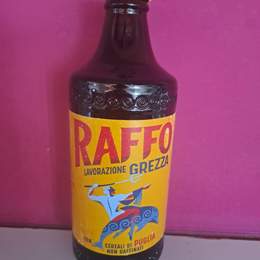 RAFFO
LAVORAZIONE GREZZA
CEREALI DI PUGLIA
NON RAFFINATI